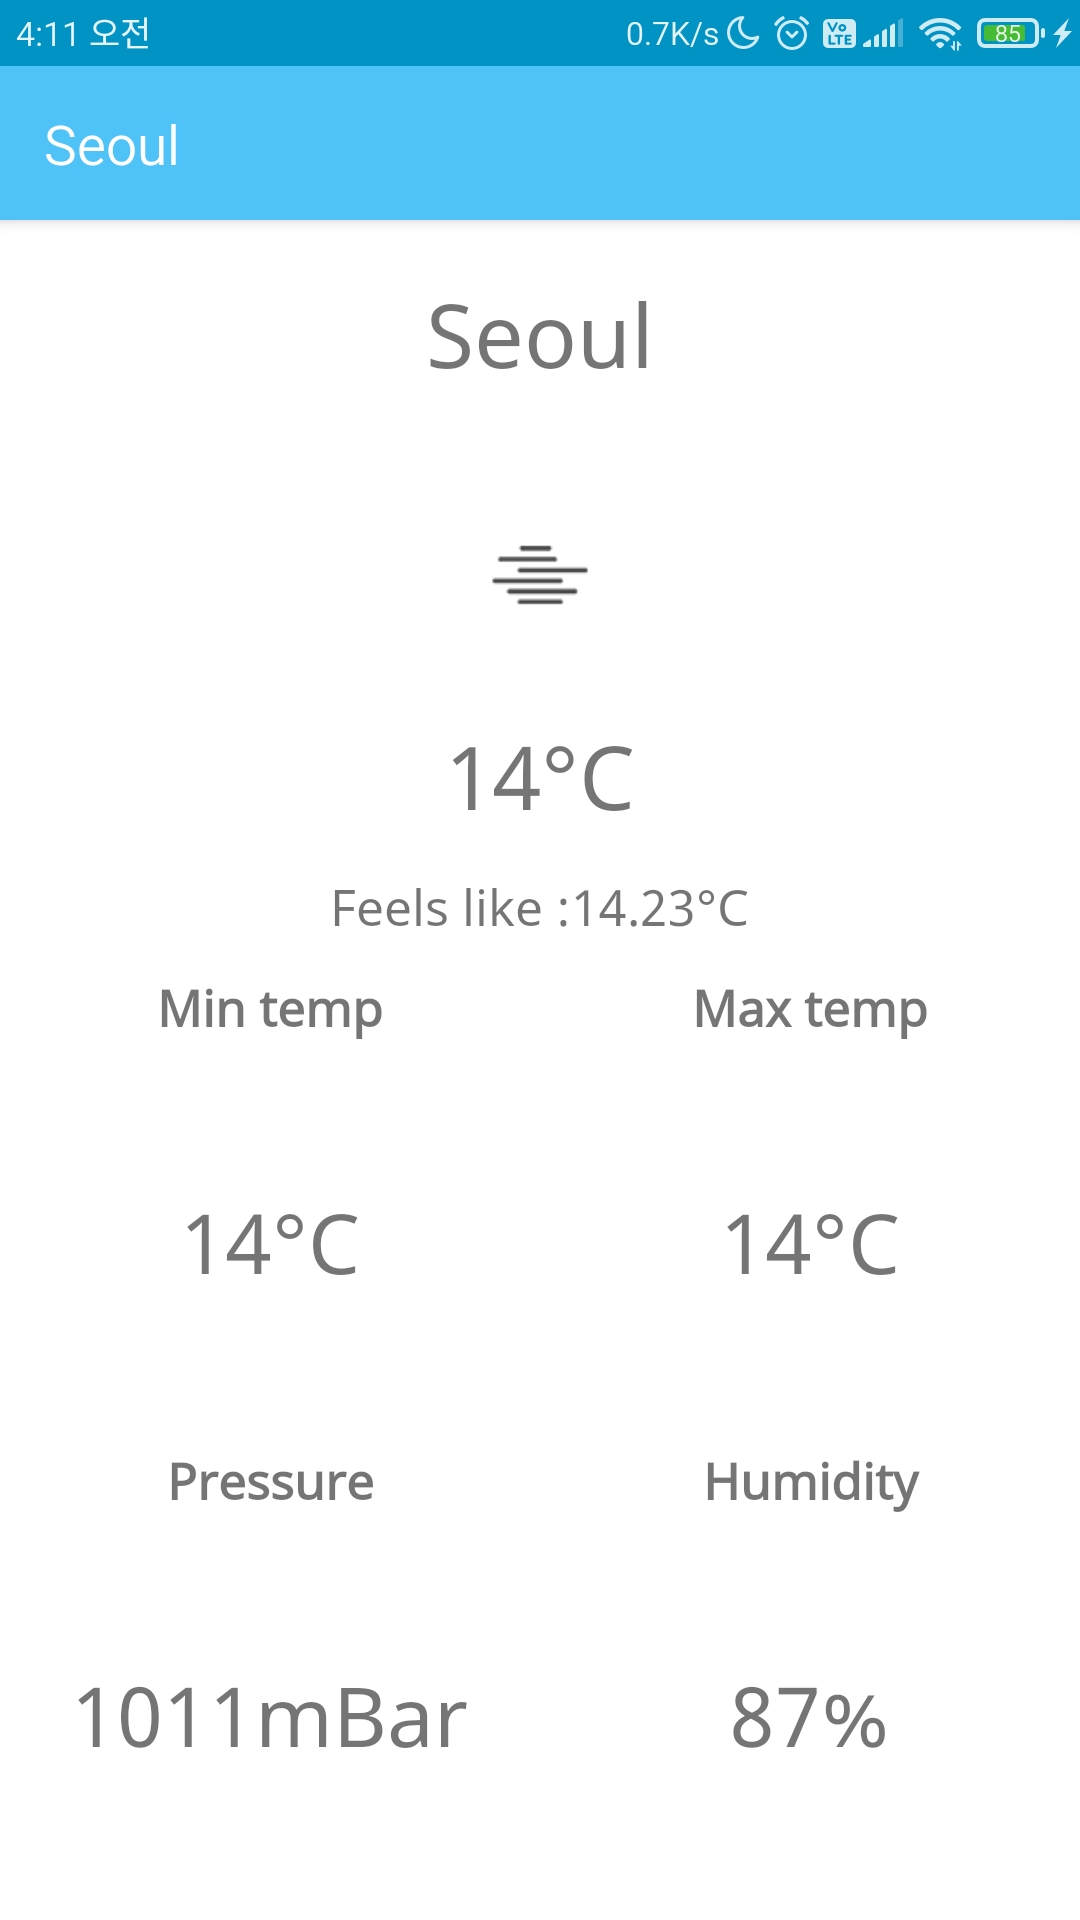 4:11 오전 0.7K/s Vo LTE 85
Seoul
Seoul
14°C
Feels like :14.23°C
Min temp Max temp
14°C 14°C
Pressure Humidity
1011mBar 87%